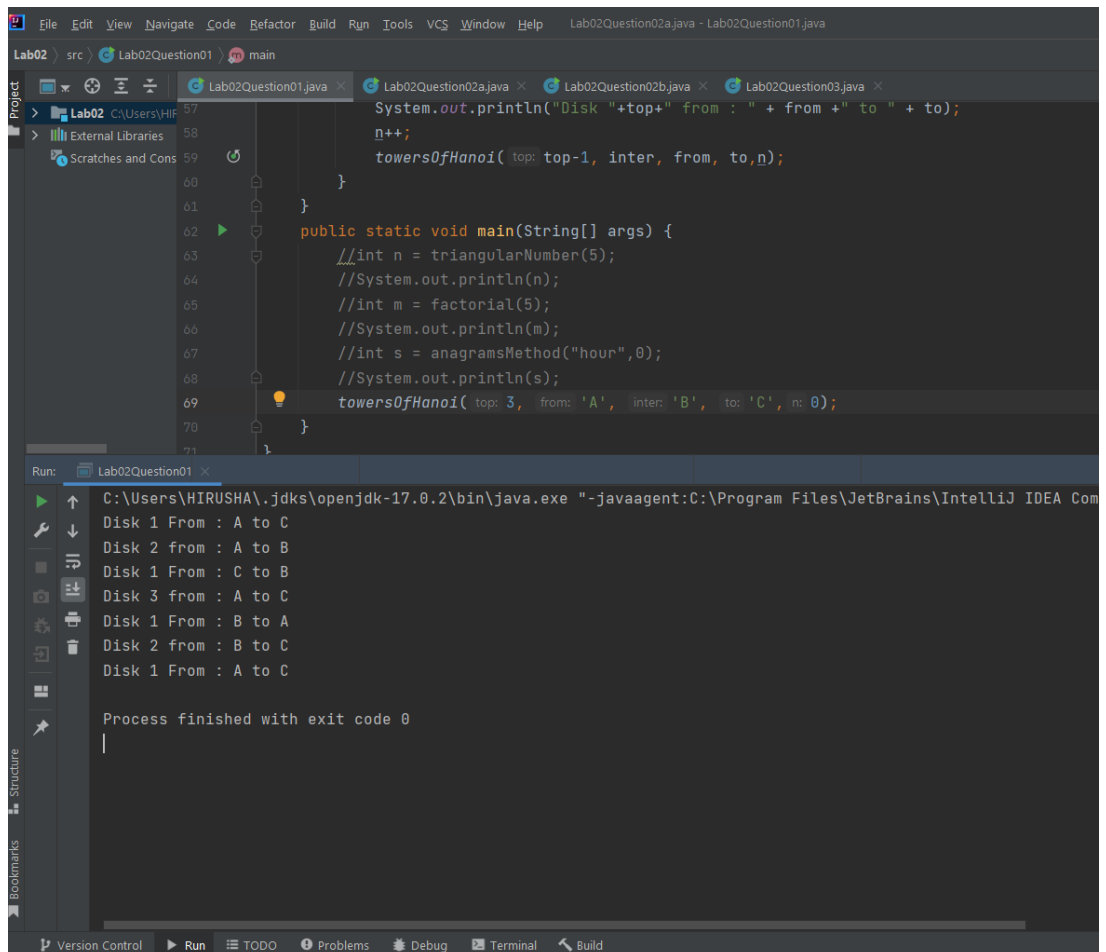 File Edit View Navigate Code Refactor Build Run Tools VCS Window Help Lab02Question02a.java - Lab02Question01.java
Lab02 src Lab02Question01 main
Project
Lab02Question01.java Lab02Question02a.java Lab02Question02b.java Lab02Question03.java
Lab02 C:\Users\HIR
External Libraries
Scratches and Cons
57 System.out.println("Disk "+top+" from : " + from +" to " + to);
58 n++;
59 towersOfHanoi( top: top-1, inter, from, to,n);
60 }
61 }
62 public static void main(String[] args) {
63 //int n = triangularNumber(5);
64 //System.out.println(n);
65 //int m = factorial(5);
66 //System.out.println(m);
67 //int s = anagramsMethod("hour",0);
68 //System.out.println(s);
69 towersOfHanoi( top: 3, from: 'A', inter: 'B', to: 'C', n: 0);
70 }
71 }
Run: Lab02Question01
C:\Users\HIRUSHA\.jdks\openjdk-17.0.2\bin\java.exe "-javaagent:C:\Program Files\JetBrains\IntelliJ IDEA Com
Disk 1 From : A to C
Disk 2 from : A to B
Disk 1 From : C to B
Disk 3 from : A to C
Disk 1 From : B to A
Disk 2 from : B to C
Disk 1 From : A to C
Process finished with exit code 0
Structure
Bookmarks
Version Control Run TODO Problems Debug Terminal Build